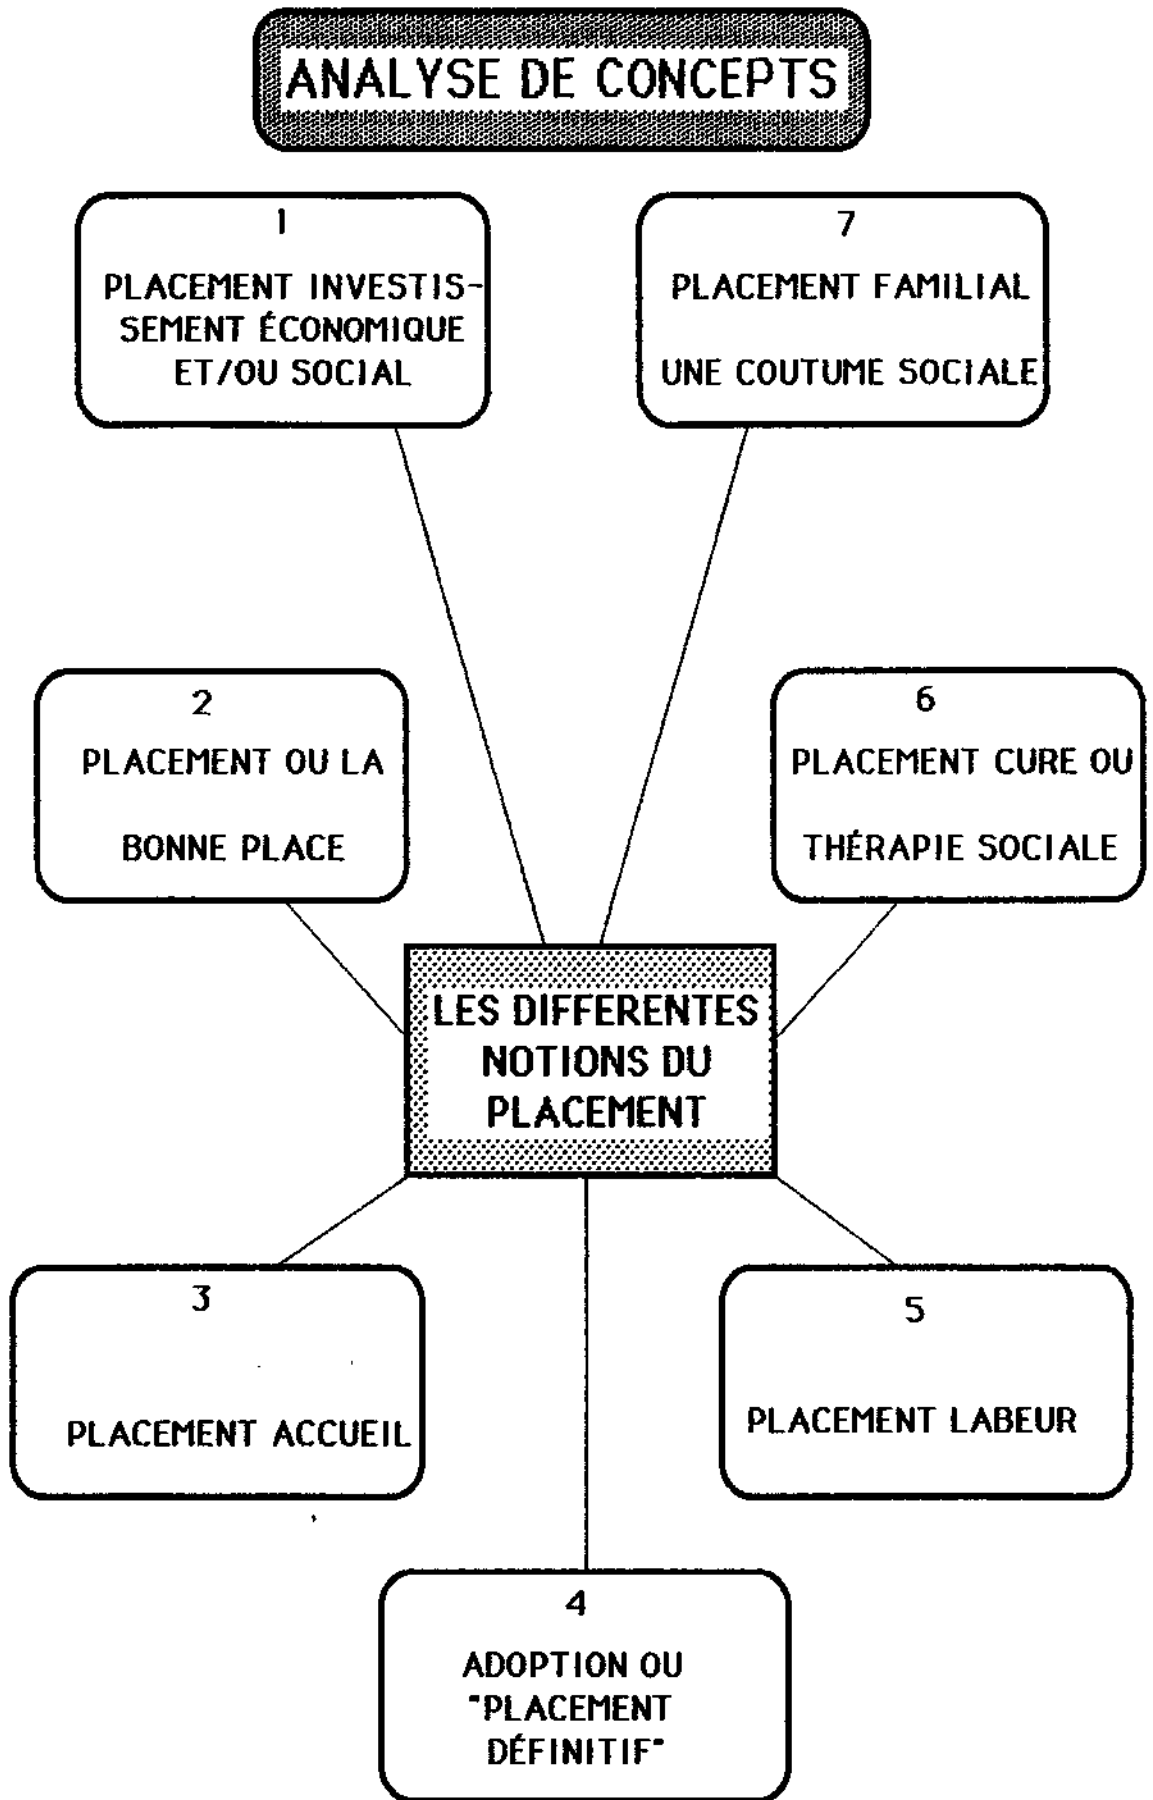 ANALYSE DE CONCEPTS
1
PLACEMENT INVESTIS-
SEMENT ÉCONOMIQUE
ET/OU SOCIAL
7
PLACEMENT FAMILIAL
UNE COUTUME SOCIALE
2
PLACEMENT OU LA
BONNE PLACE
6
PLACEMENT CURE OU
THÉRAPIE SOCIALE
LES DIFFERENTES
NOTIONS DU
PLACEMENT
3
PLACEMENT ACCUEIL
5
PLACEMENT LABEUR
4
ADOPTION OU
"PLACEMENT
DÉFINITIF"